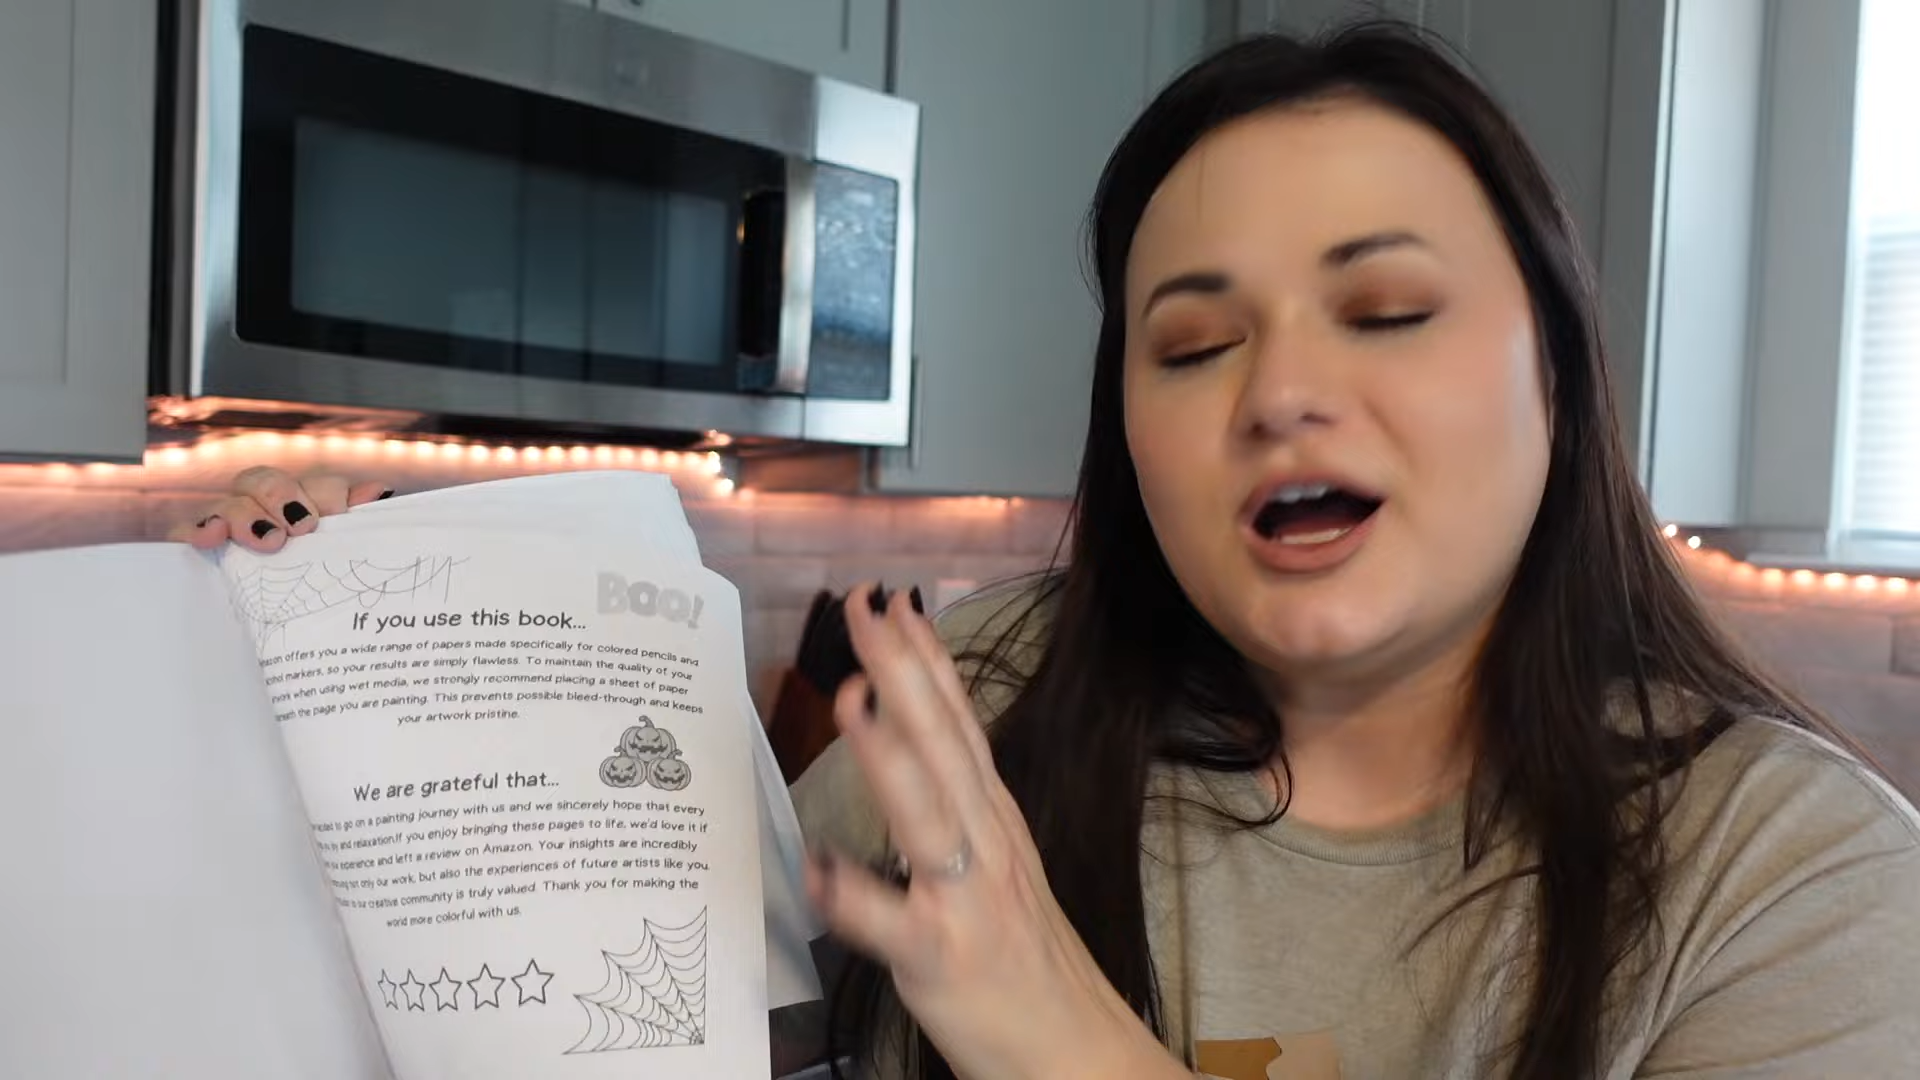 BOO!
If you use this book...
offers you a wide range of papers made specifically for colored pencils and
markers, so your results are simply flawless. To maintain the quality of your
when using wet media, we strongly recommend placing a sheet of paper
the page you are painting. This prevents possible bleed-through and keeps
your artwork pristine.
We are grateful that...
to go on a painting journey with us and we sincerely hope that every
and relaxation.If you enjoy bringing these pages to life, we'd love it if
experience and left a review on Amazon. Your insights are incredibly
not only our work, but also the experiences of future artists like you.
creative community is truly valued. Thank you for making the
world more colorful with us.